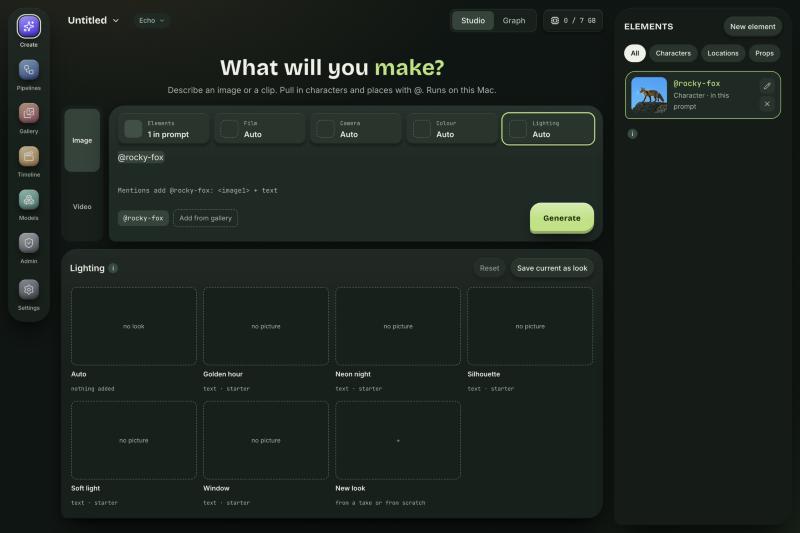 Untitled
Echo
Studio
Graph
0 / 7 GB
Create
Pipelines
Gallery
Timeline
Models
Admin
Settings
What will you make?
Describe an image or a clip. Pull in characters and places with @. Runs on this Mac.
Image
Video
Elements
1 in prompt
Film
Auto
Camera
Auto
Colour
Auto
Lighting
Auto
@rocky-fox
Mentions add @rocky-fox: <image1> + text
@rocky-fox
Add from gallery
Generate
Lighting i
Reset
Save current as look
no look
no picture
no picture
no picture
Auto
Golden hour
Neon night
Silhouette
nothing added
text · starter
text · starter
text · starter
no picture
no picture
+
Soft light
Window
New look
text · starter
text · starter
from a take or from scratch
ELEMENTS
New element
All
Characters
Locations
Props
@rocky-fox
Character · in this
prompt
i